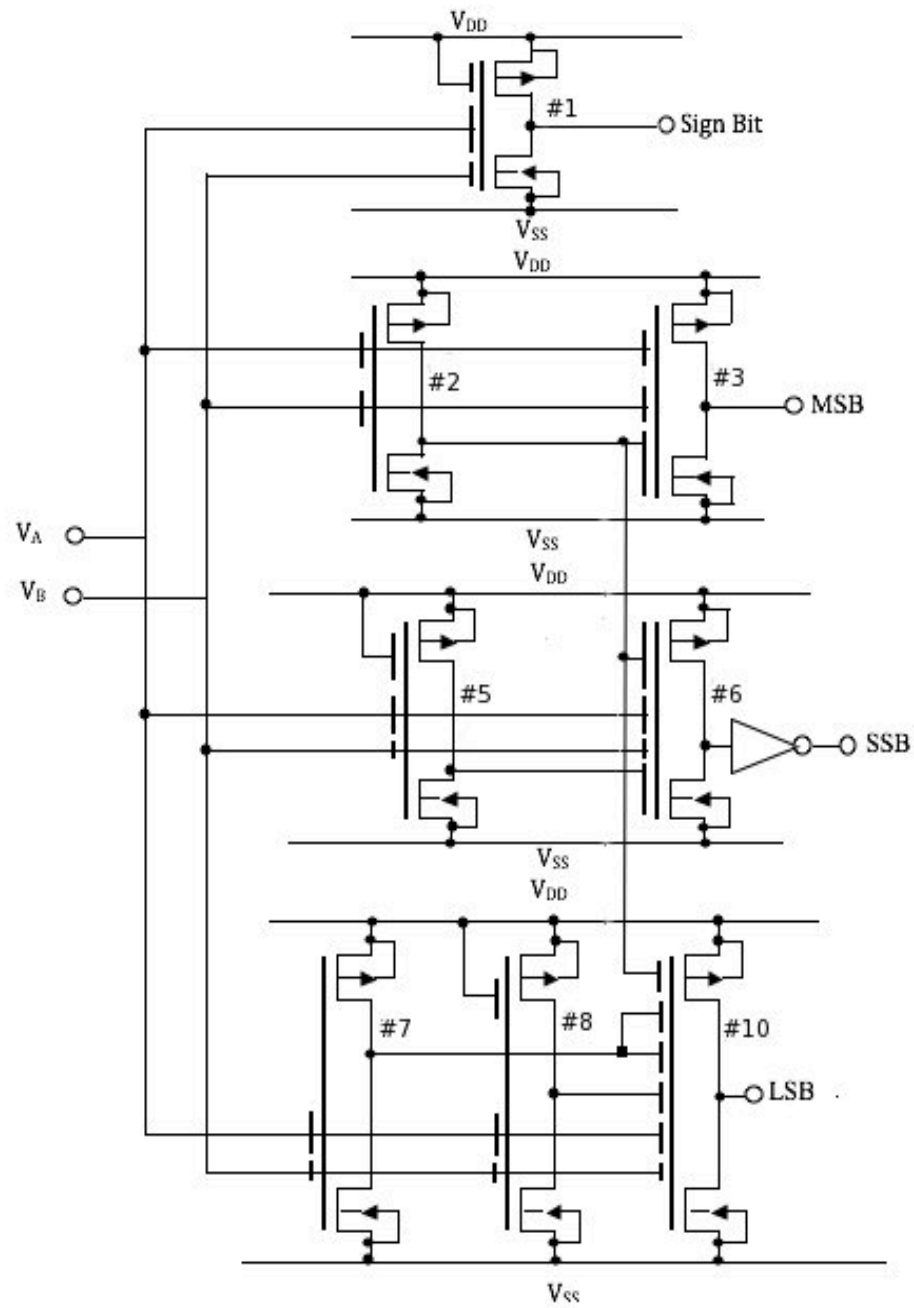 VDD
#1
Sign Bit
VSS
VDD
#2
#3
MSB
VA
VSS
VB
VDD
#5
#6
SSB
VSS
VDD
#7
#8
#10
LSB
VSS